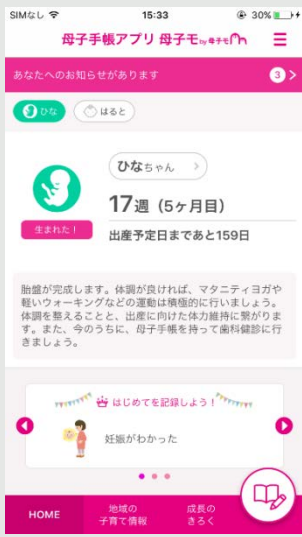 SIMなし 15:33 30%
母子手帳アプリ 母子モ by 母子モ
あなたへのお知らせがあります 3
ひな はると
ひなちゃん
17週 (5ヶ月目)
生まれた！
出産予定日まであと159日
胎盤が完成します。体調が良ければ、マタニティヨガや
軽いウォーキングなどの運動は積極的に行いましょう。
体調を整えることと、出産に向けた体力維持に繋がりま
す。また、今のうちに、母子手帳を持って歯科健診に行
きましょう。
はじめてを記録しよう！
妊娠がわかった
HOME
地域の
子育て情報
成長の
きろく